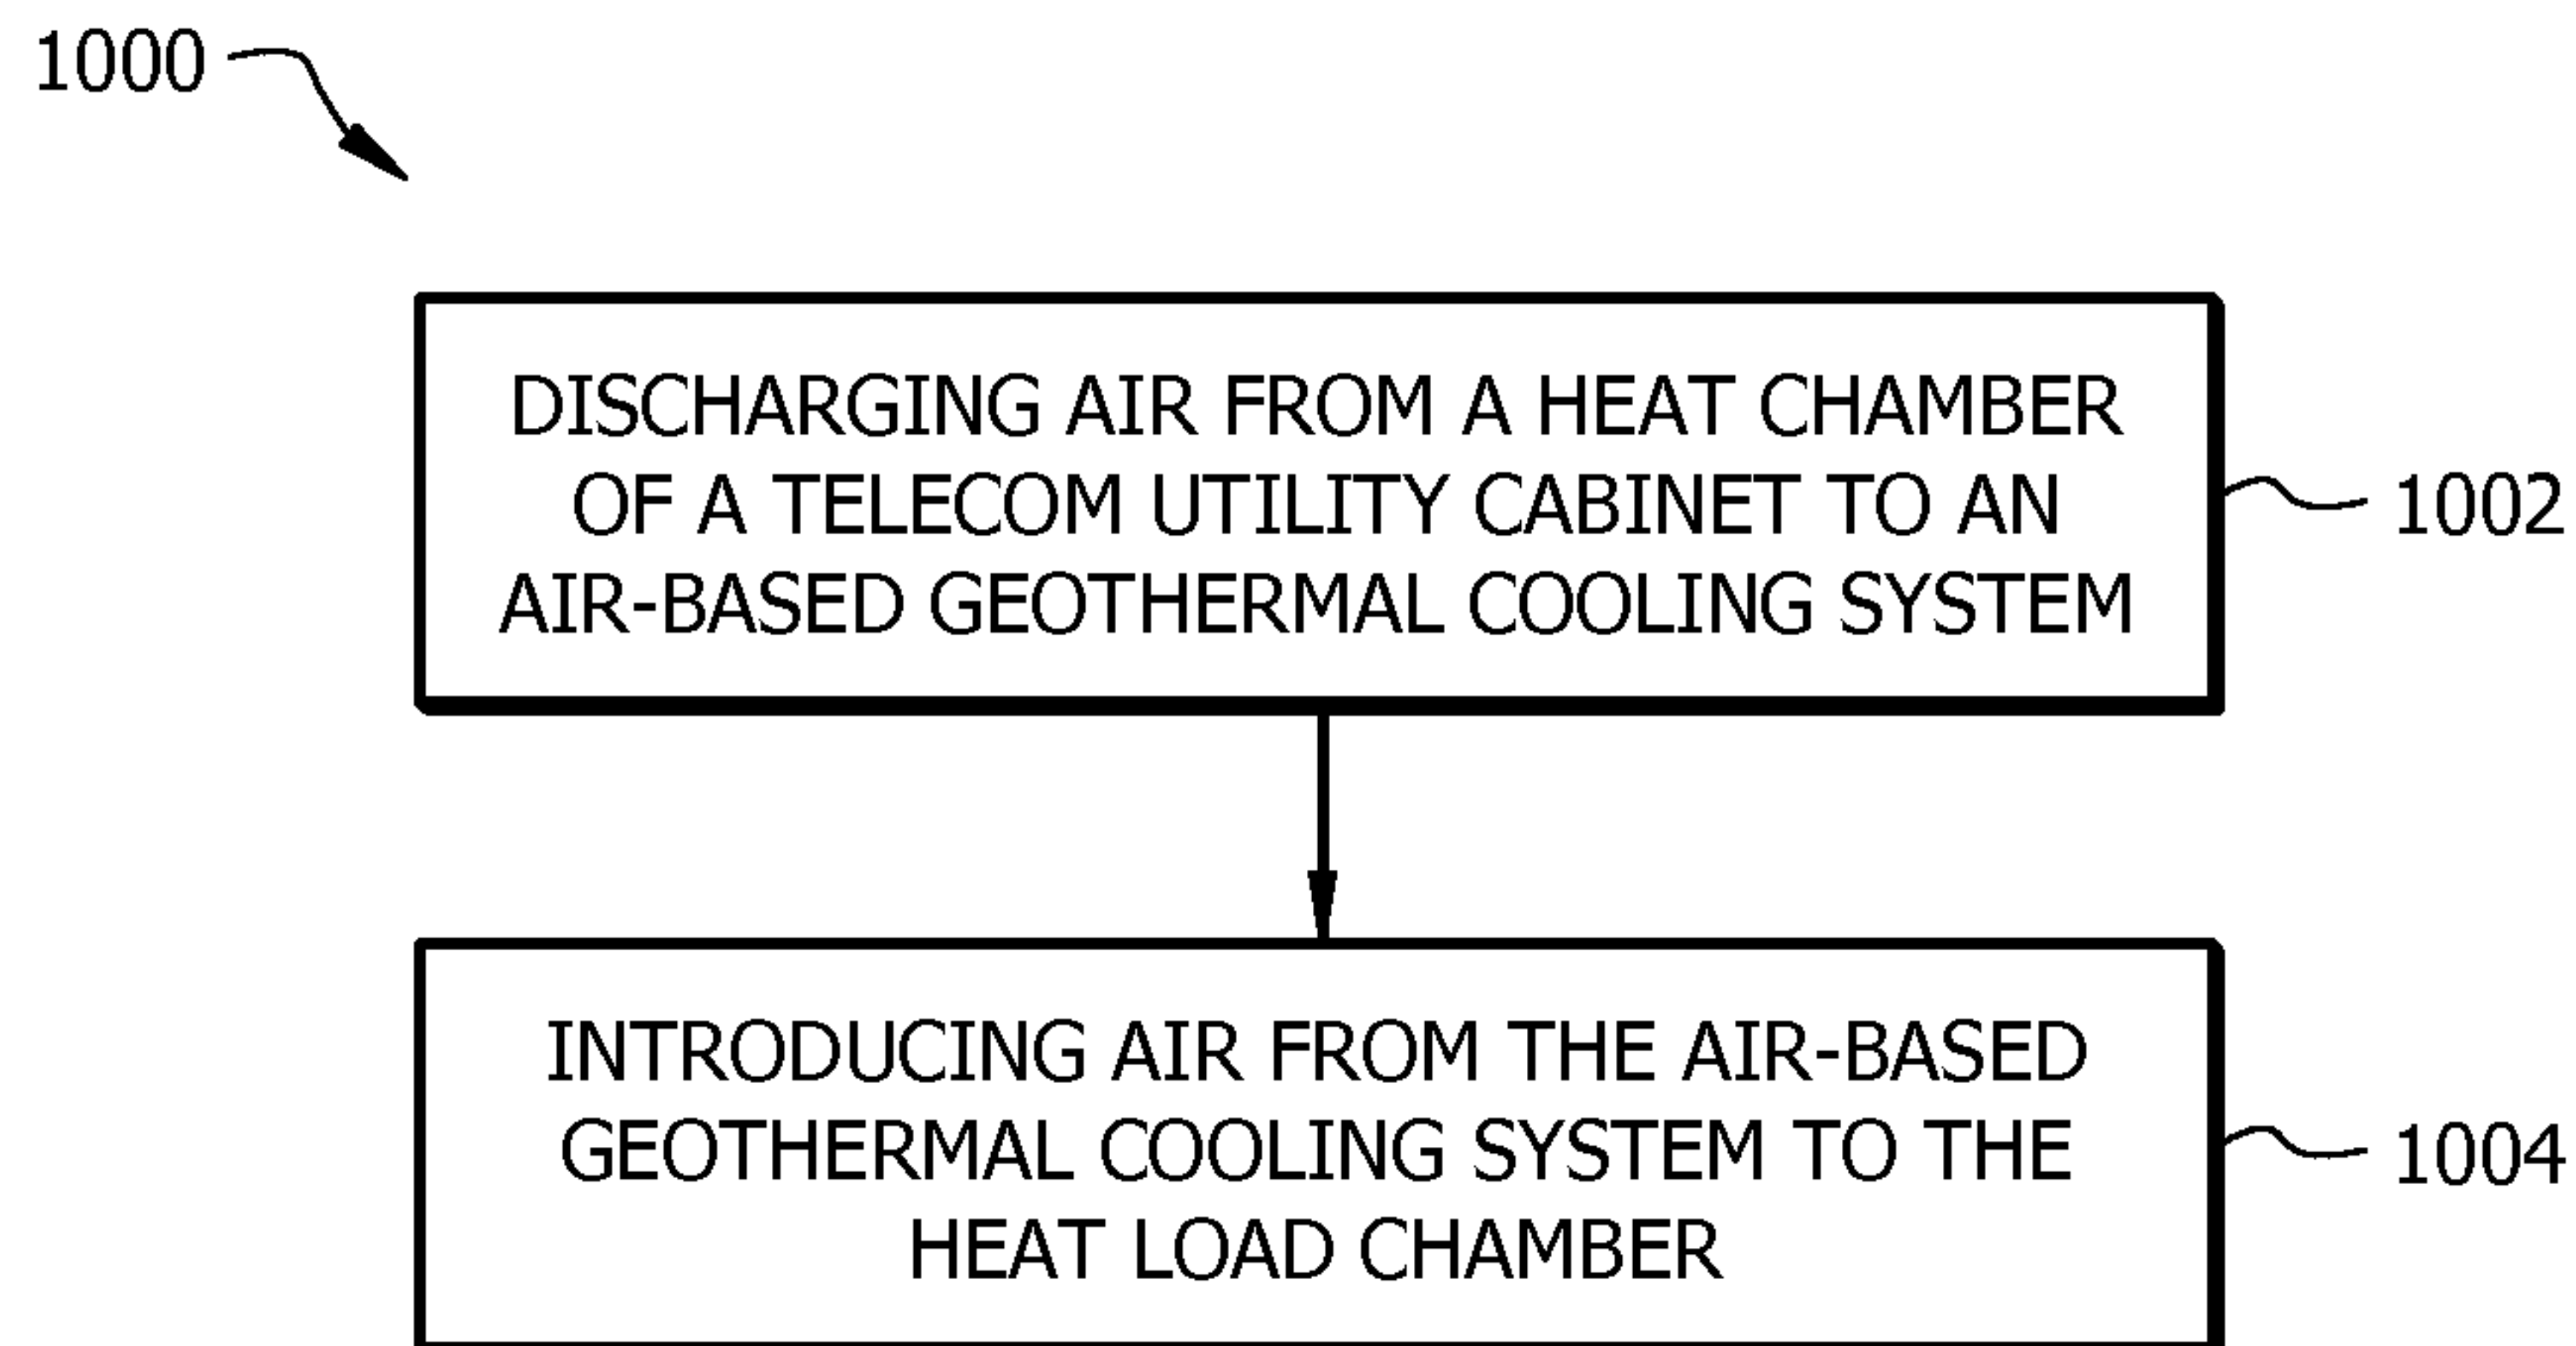 1000
DISCHARGING AIR FROM A HEAT CHAMBER
OF A TELECOM UTILITY CABINET TO AN
AIR-BASED GEOTHERMAL COOLING SYSTEM
1002
INTRODUCING AIR FROM THE AIR-BASED
GEOTHERMAL COOLING SYSTEM TO THE
HEAT LOAD CHAMBER
1004